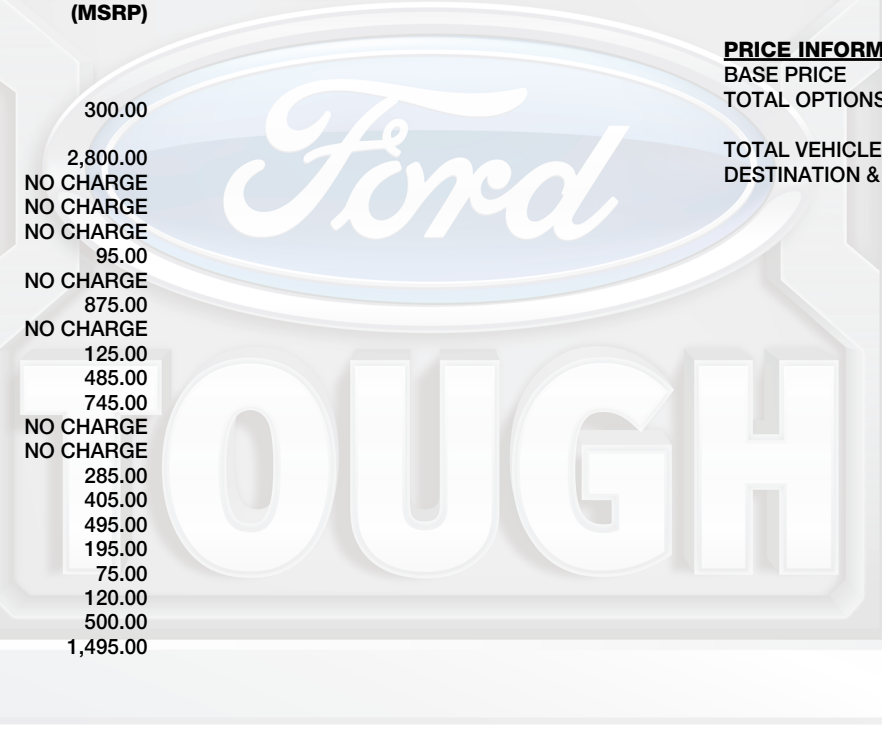 (MSRP)
300.00
2,800.00
NO CHARGE
NO CHARGE
NO CHARGE
95.00
NO CHARGE
875.00
NO CHARGE
125.00
485.00
745.00
NO CHARGE
NO CHARGE
285.00
405.00
495.00
195.00
75.00
120.00
500.00
1,495.00
PRICE INFORM
BASE PRICE
TOTAL OPTIONS
TOTAL VEHICLE
DESTINATION &
Ford
TOUGH